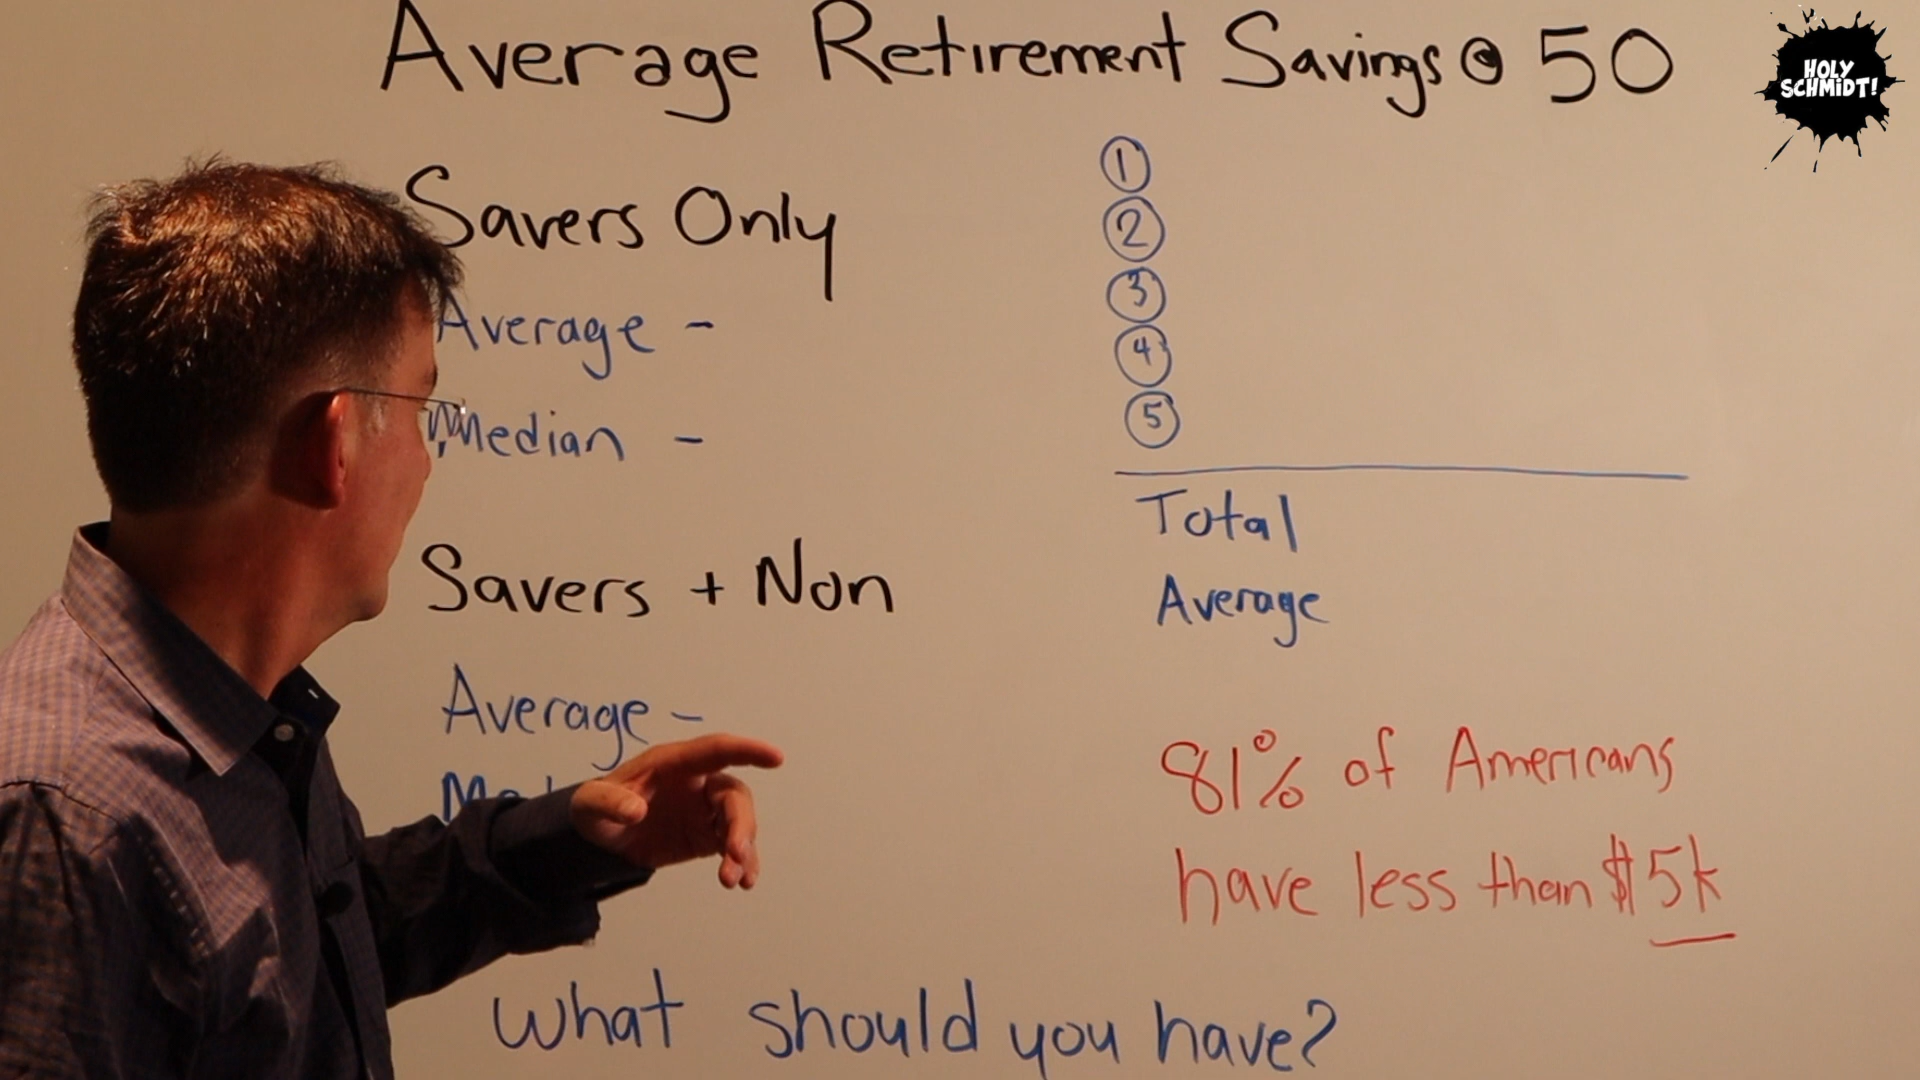 Average Retirement Savings @ 50
HOLY
SCHMIDT!
Savers Only
Average -
Median -
Savers + Non
Average -
1
2
3
4
5
Total
Average
81% of Americans
have less than $5k
What should you have?